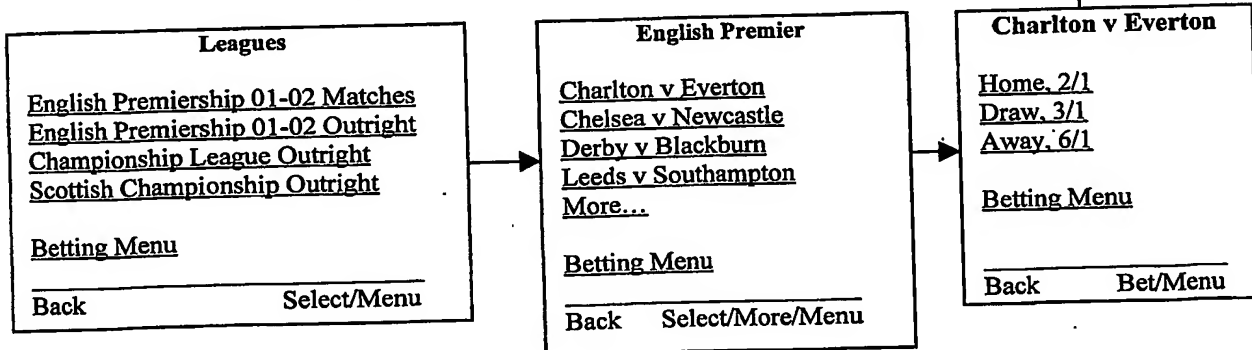 Leagues
English Premiership 01-02 Matches
English Premiership 01-02 Outright
Championship League Outright
Scottish Championship Outright
Betting Menu
Back Select/Menu
English Premier
Charlton v Everton
Chelsea v Newcastle
Derby v Blackburn
Leeds v Southampton
More...
Betting Menu
Back Select/More/Menu
Charlton v Everton
Home, 2/1
Draw, 3/1
Away, 6/1
Betting Menu
Back Bet/Menu